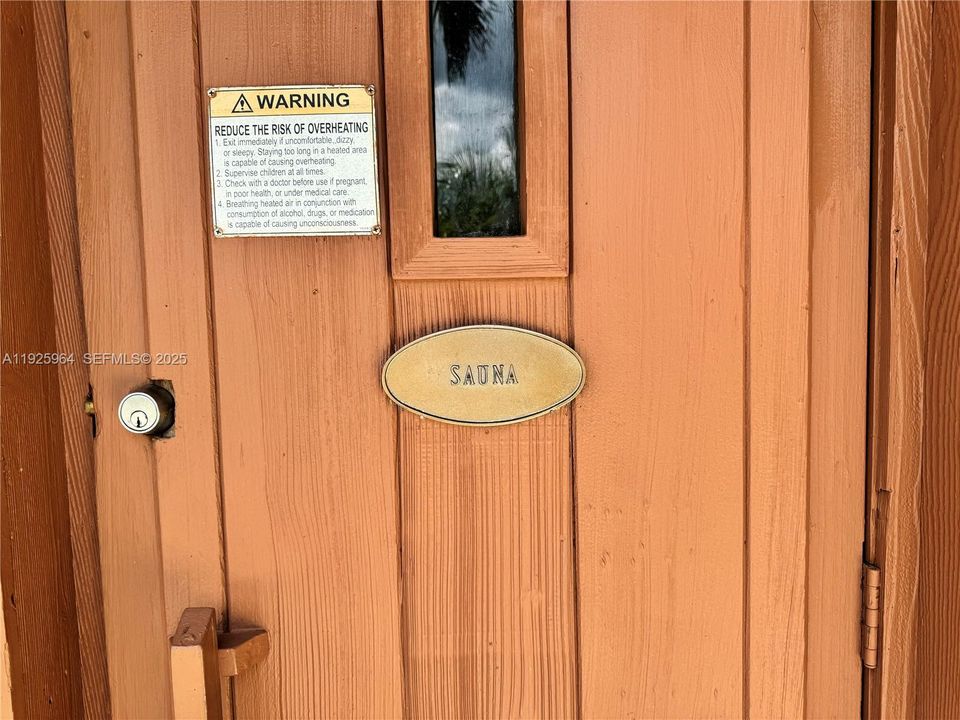 WARNING
REDUCE THE RISK OF OVERHEATING
1. Exit immediately if uncomfortable, dizzy,
or sleepy. Staying too long in a heated area
is capable of causing overheating.
2. Supervise children at all times.
3. Check with a doctor before use if pregnant,
in poor health, or under medical care.
4. Breathing heated air in conjunction with
consumption of alcohol, drugs, or medication
is capable of causing unconsciousness.
A11925964 SEFMLS© 2025
SAUNA